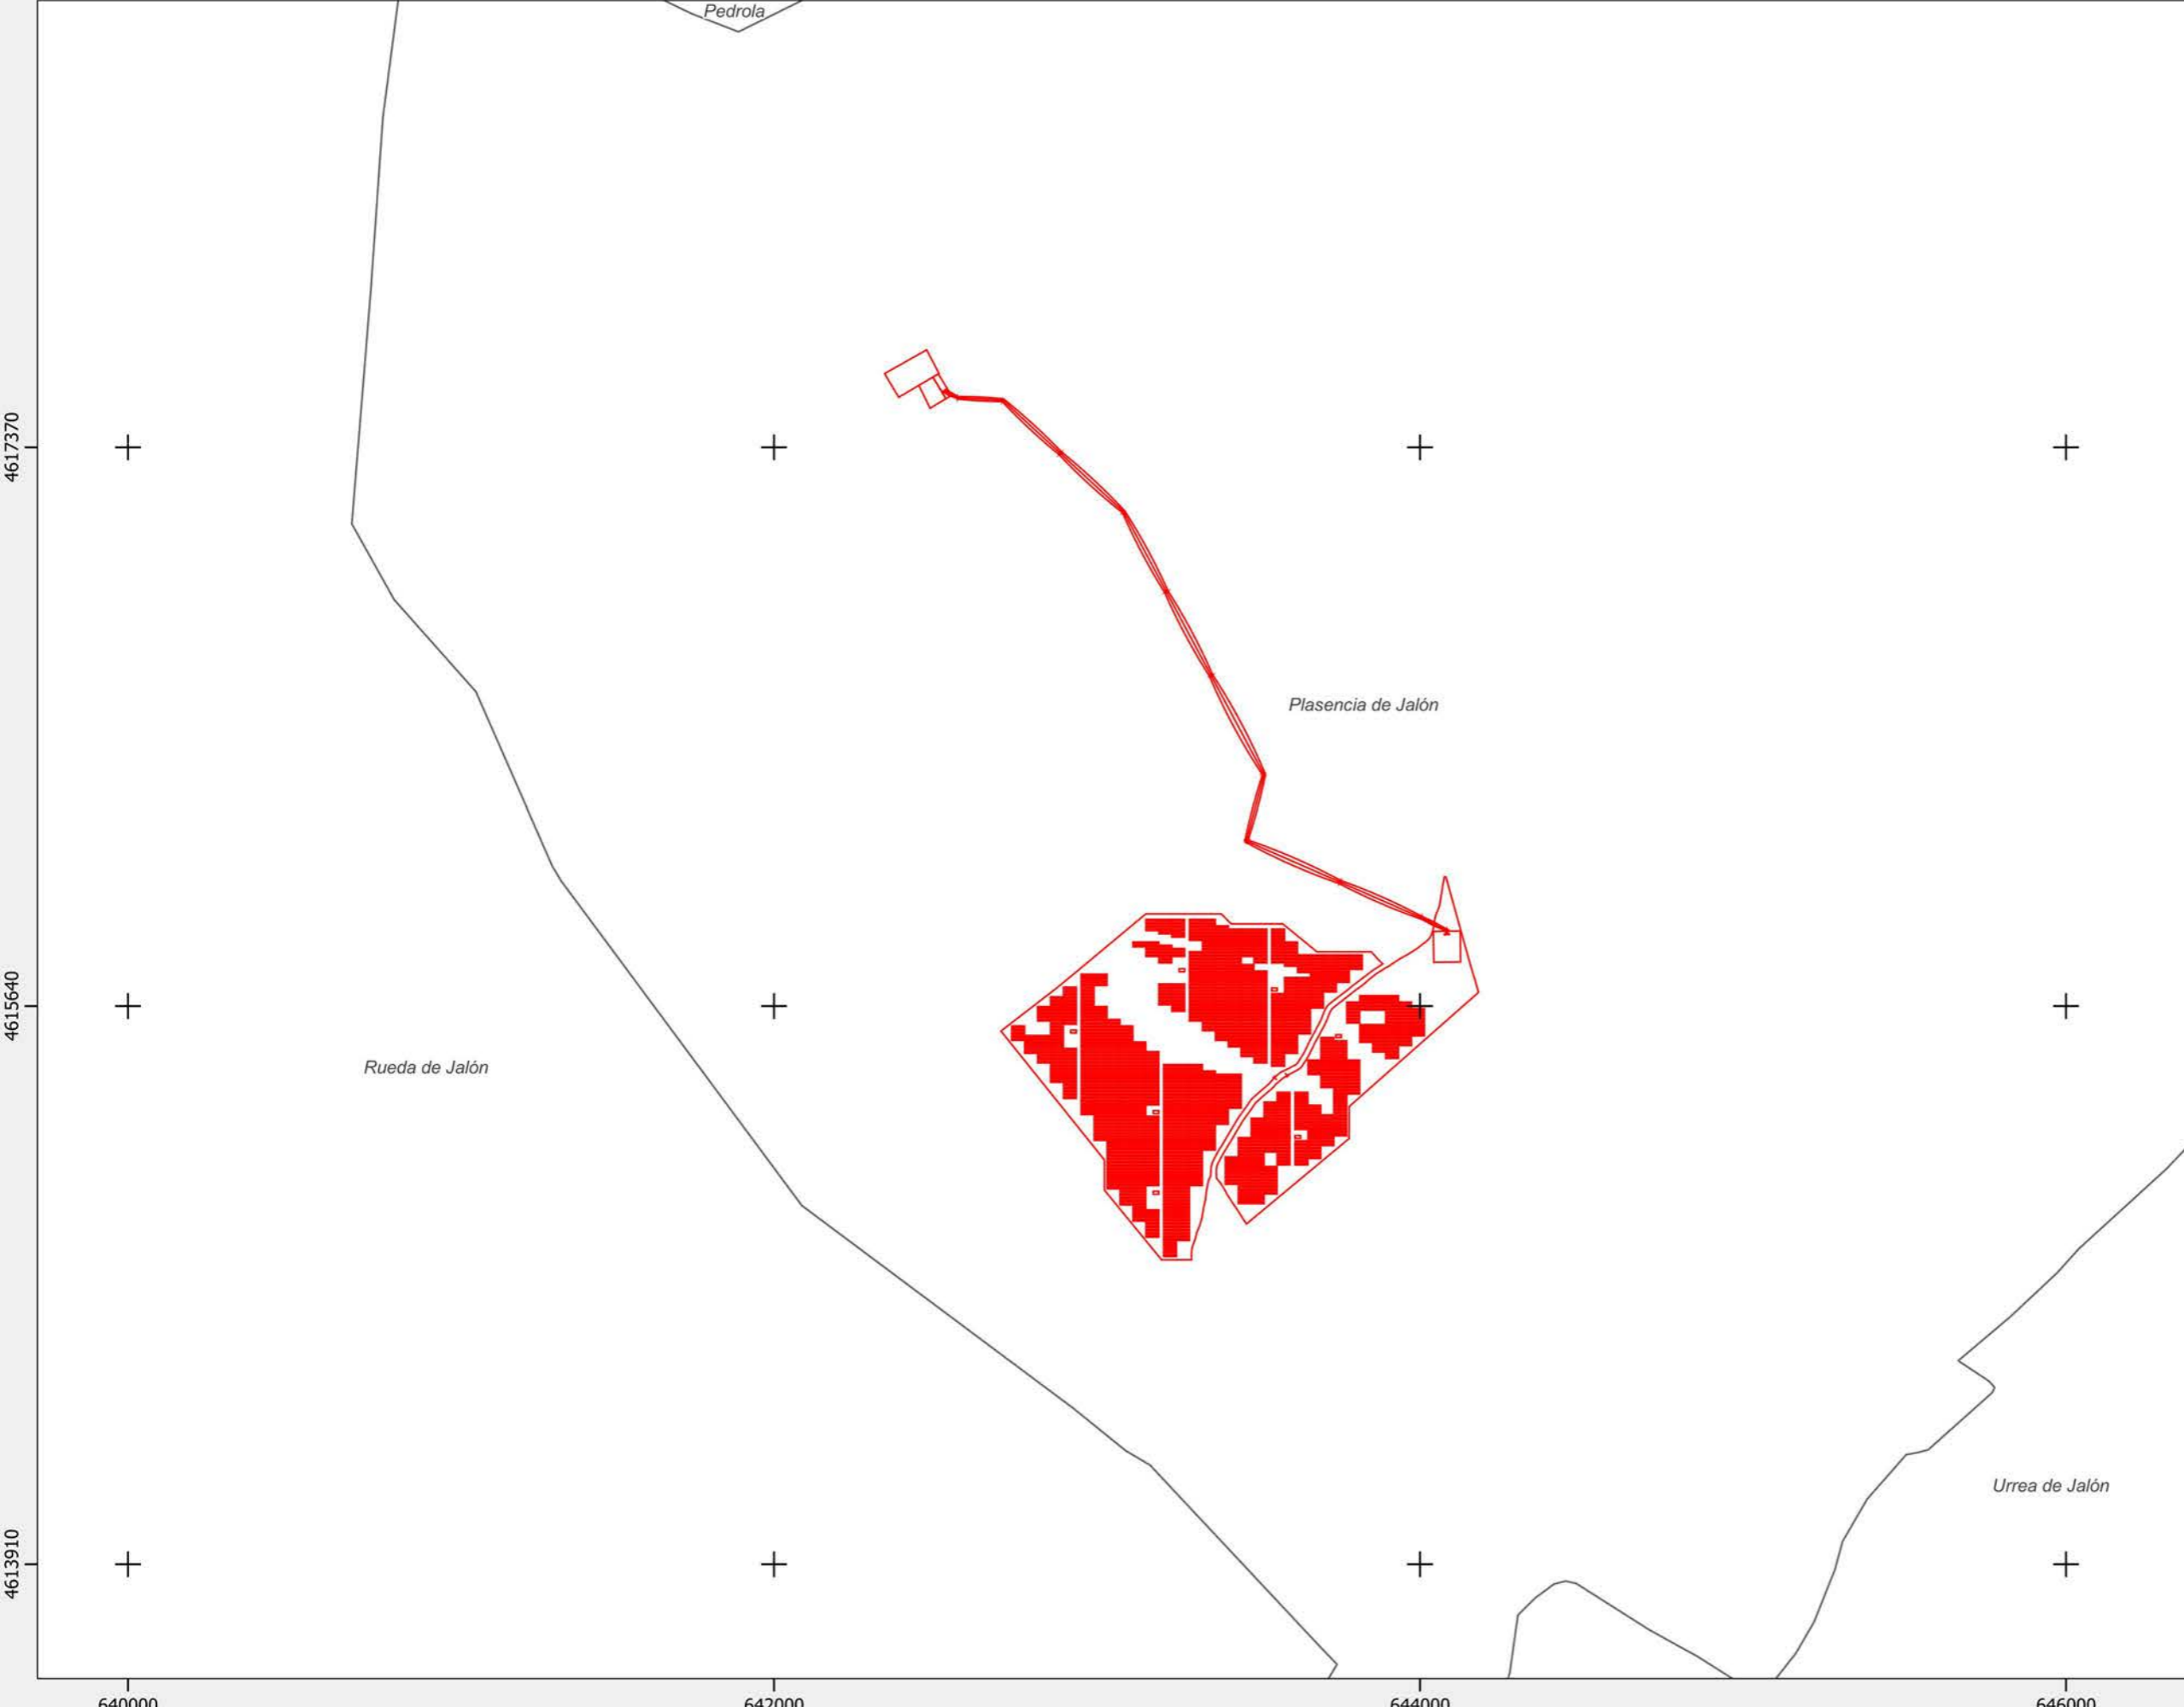 Pedrola
4617370
Plasencia de Jalón
4615640
Rueda de Jalón
Urrea de Jalón
4613910
640000
642000
644000
646000